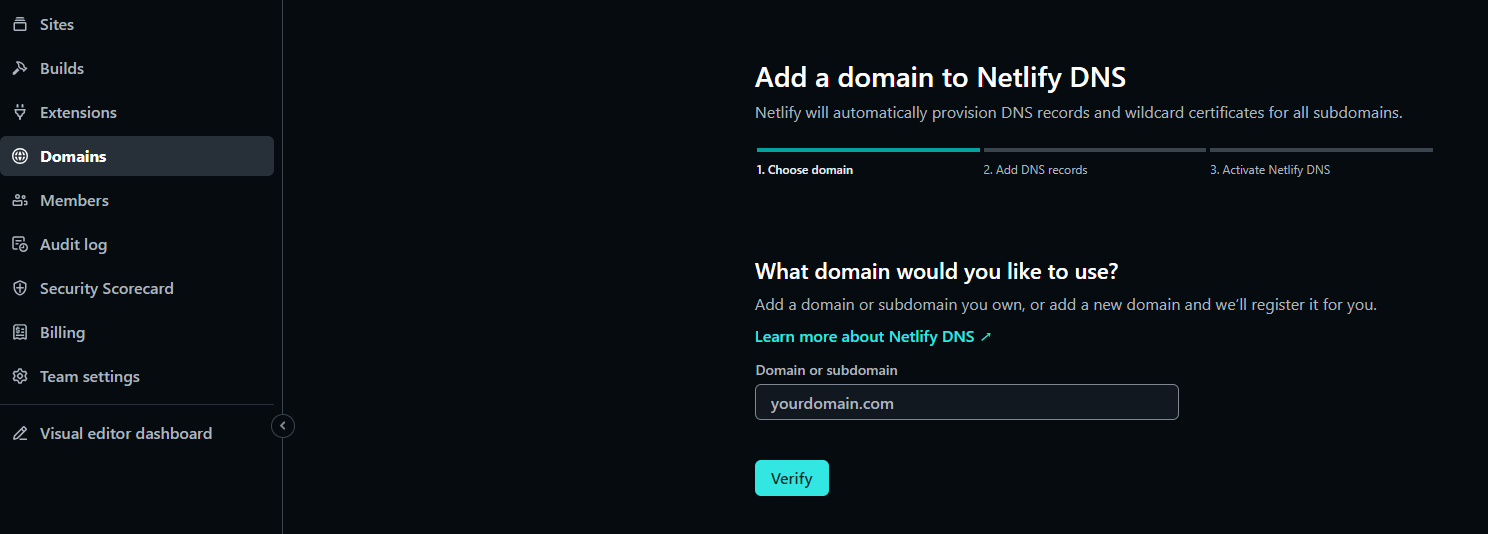 Sites
Builds
Extensions
Domains
Members
Audit log
Security Scorecard
Billing
Team settings
Visual editor dashboard
Add a domain to Netlify DNS
Netlify will automatically provision DNS records and wildcard certificates for all subdomains.
1. Choose domain
2. Add DNS records
3. Activate Netlify DNS
What domain would you like to use?
Add a domain or subdomain you own, or add a new domain and we’ll register it for you.
Learn more about Netlify DNS ↗
Domain or subdomain
yourdomain.com
Verify